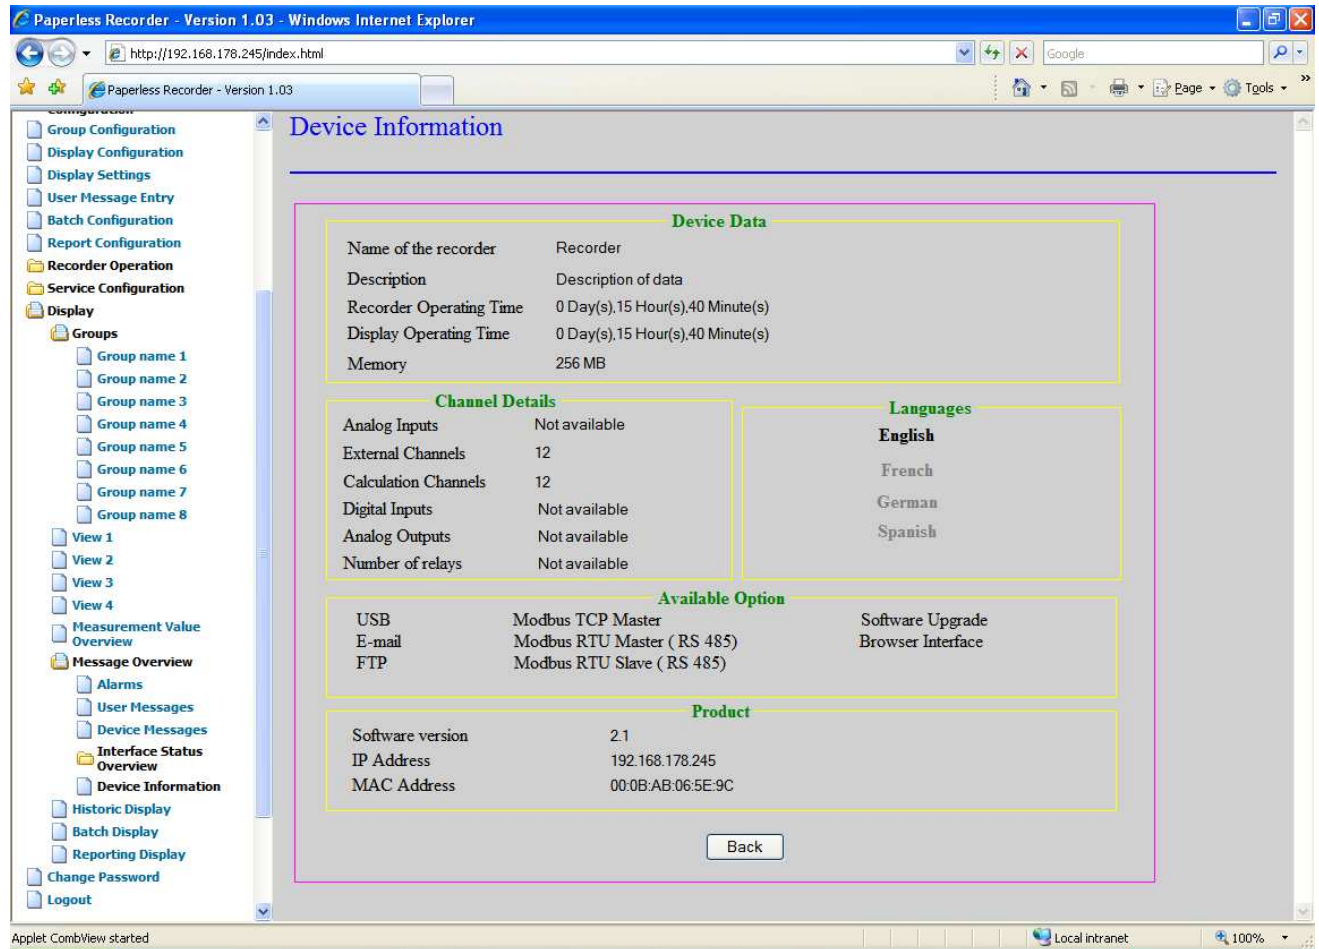 Paperless Recorder - Version 1.03 - Windows Internet Explorer
http://192.168.178.245/index.html
Google
Paperless Recorder - Version 1.03
Page
Tools
Configuration
Group Configuration
Display Configuration
Display Settings
User Message Entry
Batch Configuration
Report Configuration
Recorder Operation
Service Configuration
Display
Groups
Group name 1
Group name 2
Group name 3
Group name 4
Group name 5
Group name 6
Group name 7
Group name 8
View 1
View 2
View 3
View 4
Measurement Value
Overview
Message Overview
Alarms
User Messages
Device Messages
Interface Status
Overview
Device Information
Historic Display
Batch Display
Reporting Display
Change Password
Logout
Device Information
Device Data
Name of the recorder Recorder
Description Description of data
Recorder Operating Time 0 Day(s),15 Hour(s),40 Minute(s)
Display Operating Time 0 Day(s),15 Hour(s),40 Minute(s)
Memory 256 MB
Channel Details
Analog Inputs Not available
External Channels 12
Calculation Channels 12
Digital Inputs Not available
Analog Outputs Not available
Number of relays Not available
Languages
English
French
German
Spanish
Available Option
USB Modbus TCP Master Software Upgrade
E-mail Modbus RTU Master ( RS 485) Browser Interface
FTP Modbus RTU Slave ( RS 485)
Product
Software version 2.1
IP Address 192.168.178.245
MAC Address 00:0B:AB:06:5E:9C
Back
Applet CombView started
Local intranet
100%